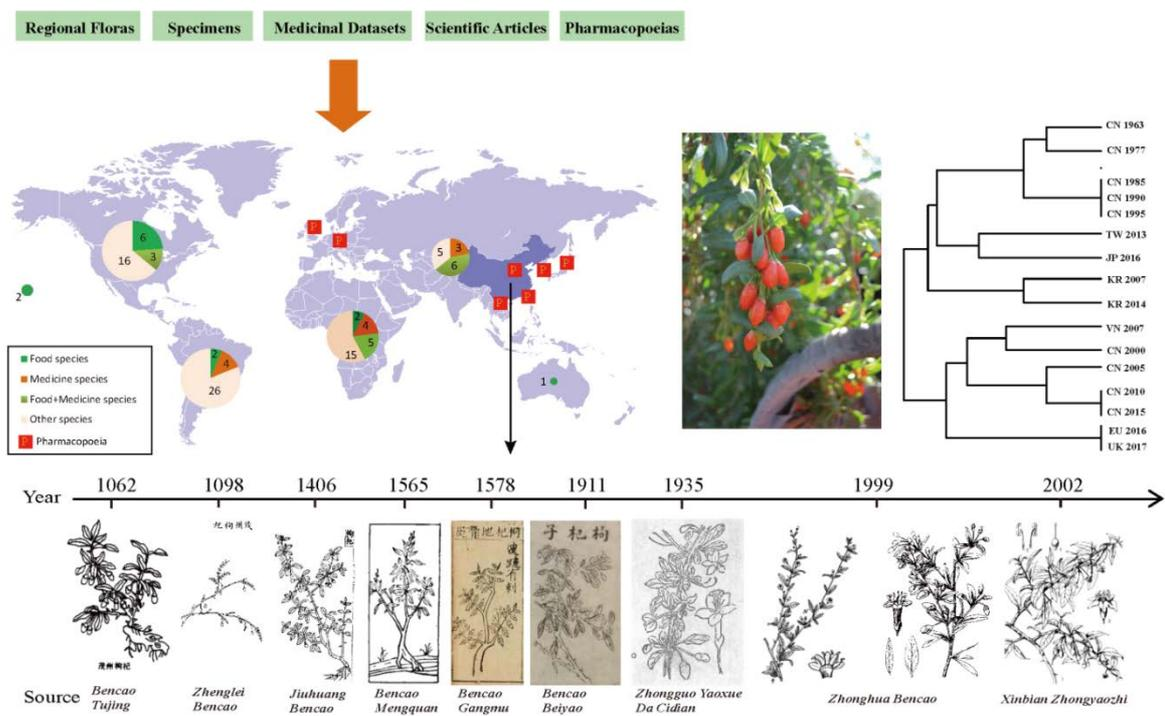 Regional Floras
Specimens
Medicinal Datasets
Scientific Articles
Pharmacopoeias
P
P
6
3
16
2
5
3
6
P
P
P
P
P
2
4
5
15
2
4
26
1
Food species
Medicine species
Food+Medicine species
Other species
P Pharmacopoeia
CN 1963
CN 1977
CN 1985
CN 1990
CN 1995
TW 2013
JP 2016
KR 2007
KR 2014
VN 2007
CN 2000
CN 2005
CN 2010
CN 2015
EU 2016
UK 2017
Year 1062 1098 1406 1565 1578 1911 1935 1999 2002
茂州枸杞
子杞枸
Source
Bencao
Tujing
Zhenglei
Bencao
Jiuhuang
Bencao
Bencao
Mengquan
Bencao
Gangmu
Bencao
Beiyao
Zhongguo Yaoxue
Da Cidian
Zhonghua Bencao
Xinbian Zhongyaozhi